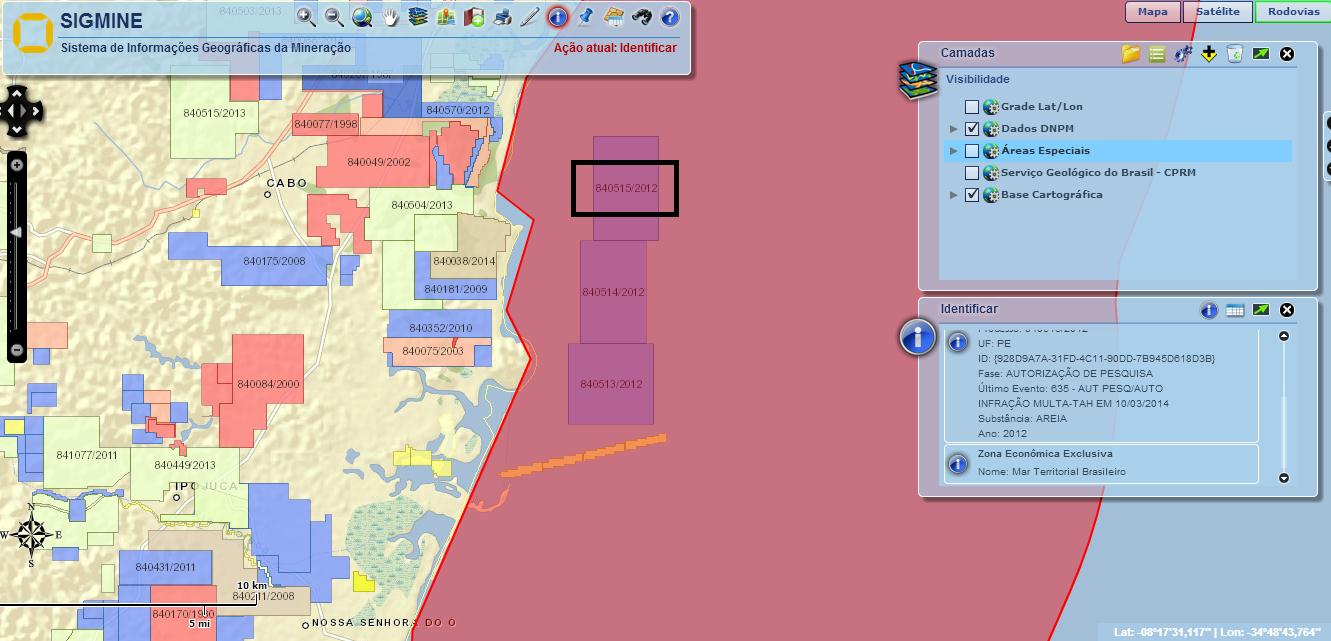 840503/2013
SIGMINE
Sistema de Informações Geográficas da Mineração
Ação atual: Identificar
Mapa
Satélite
Rodovias
Camadas
Visibilidade
Grade Lat/Lon
Dados DNPM
Áreas Especiais
Serviço Geológico do Brasil - CPRM
Base Cartográfica
840515/2013
840077/1998
840570/2012
840049/2002
CABO
840504/2013
840515/2012
840175/2008
840038/2014
840181/2009
840514/2012
840352/2010
840075/2003
840084/2000
840513/2012
Identificar
UF: PE
ID: {928D9A7A-31FD-4C11-90DD-7B945D618D3B}
Fase: AUTORIZAÇÃO DE PESQUISA
Último Evento: 635 - AUT PESQ/AUTO
INFRAÇÃO MULTA-TAH EM 10/03/2014
Substância: AREIA
Ano: 2012
Zona Econômica Exclusiva
Nome: Mar Territorial Brasileiro
841077/2011
840449/2013
IPOJUCA
N
W E
S
840431/2011
10 km
840211/2008
840170/1990
5 mi
NOSSA SENHORA DO O
Lat: -08°17'31,117" | Lon: -34°48'43,764"